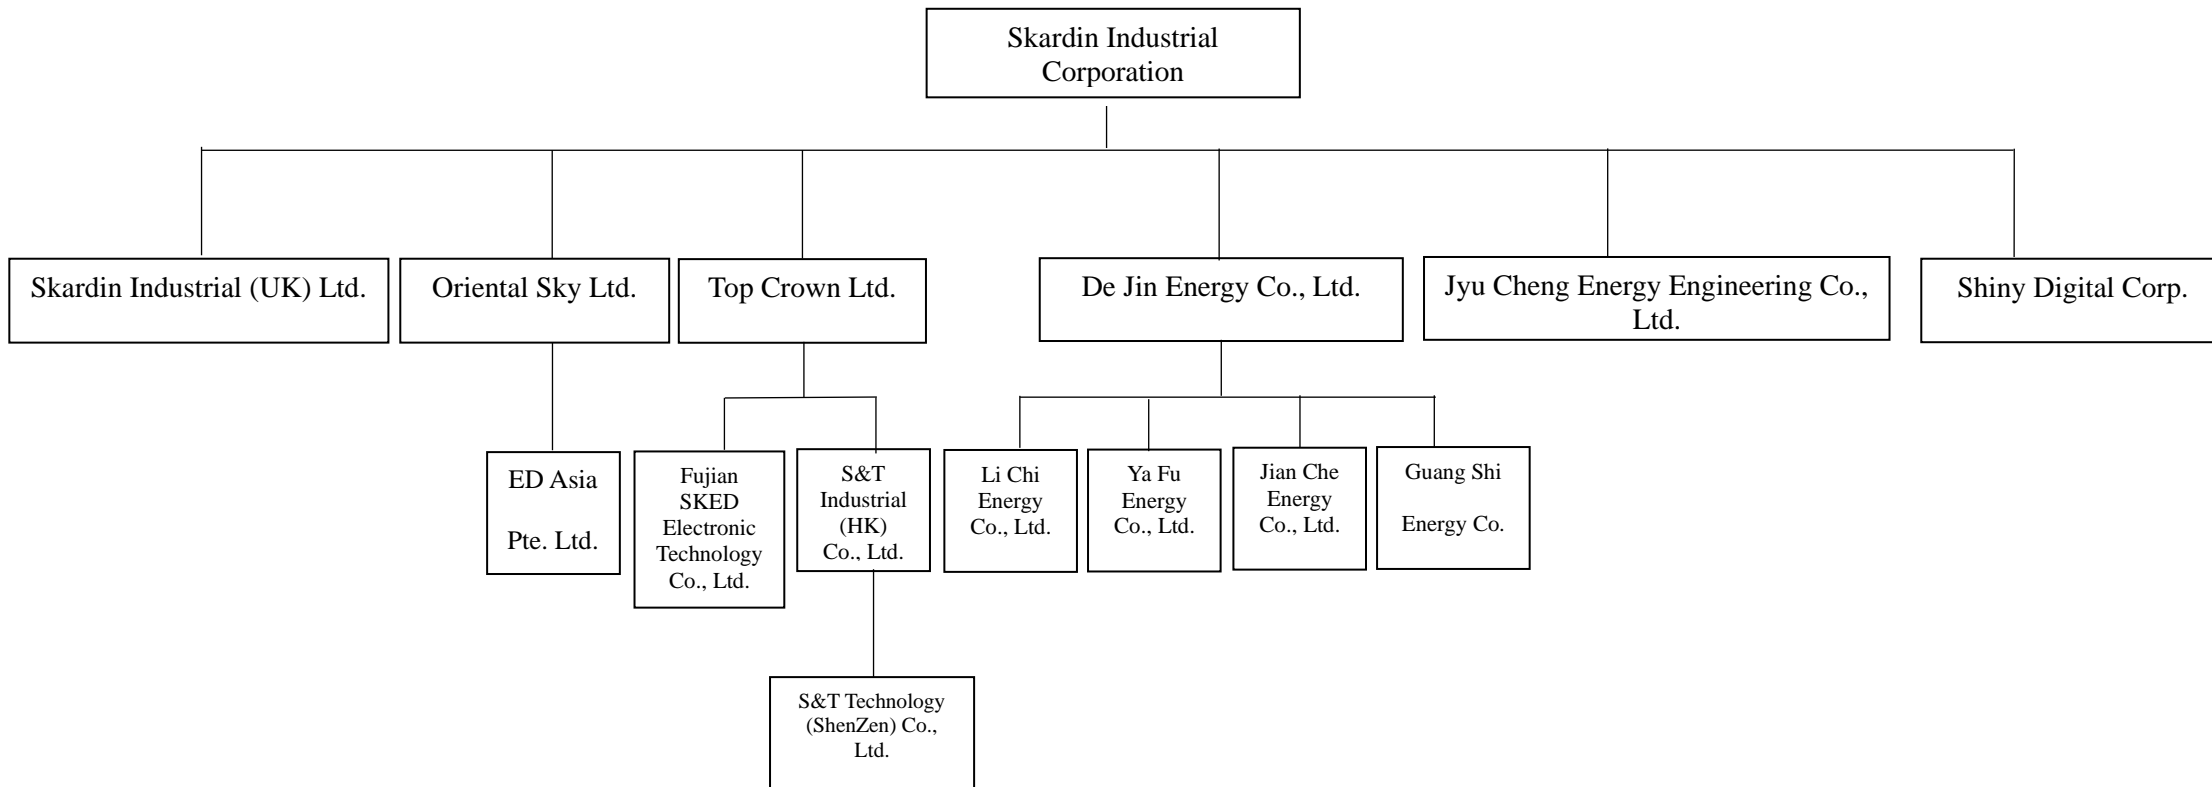 Skardin Industrial
Corporation
Skardin Industrial (UK) Ltd.
Oriental Sky Ltd.
Top Crown Ltd.
De Jin Energy Co., Ltd.
Jyu Cheng Energy Engineering Co.,
Ltd.
Shiny Digital Corp.
ED Asia
Pte. Ltd.
Fujian
SKED
Electronic
Technology
Co., Ltd.
S&T
Industrial
(HK)
Co., Ltd.
Li Chi
Energy
Co., Ltd.
Ya Fu
Energy
Co., Ltd.
Jian Che
Energy
Co., Ltd.
Guang Shi
Energy Co.
S&T Technology
(ShenZen) Co.,
Ltd.